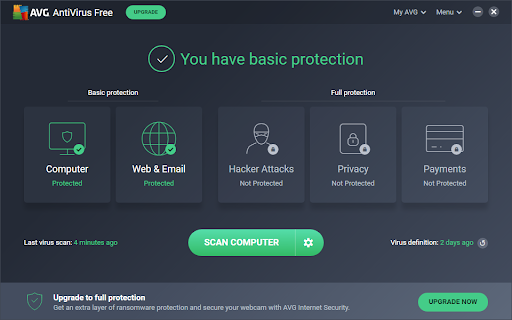 AVG AntiVirus Free UPGRADE My AVG Menu
You have basic protection
Basic protection Full protection
Computer Web & Email Hacker Attacks Privacy Payments
Protected Protected Not Protected Not Protected Not Protected
Last virus scan: 4 minutes ago SCAN COMPUTER Virus definition: 2 days ago
Upgrade to full protection
Get an extra layer of ransomware protection and secure your webcam with AVG Internet Security.
UPGRADE NOW